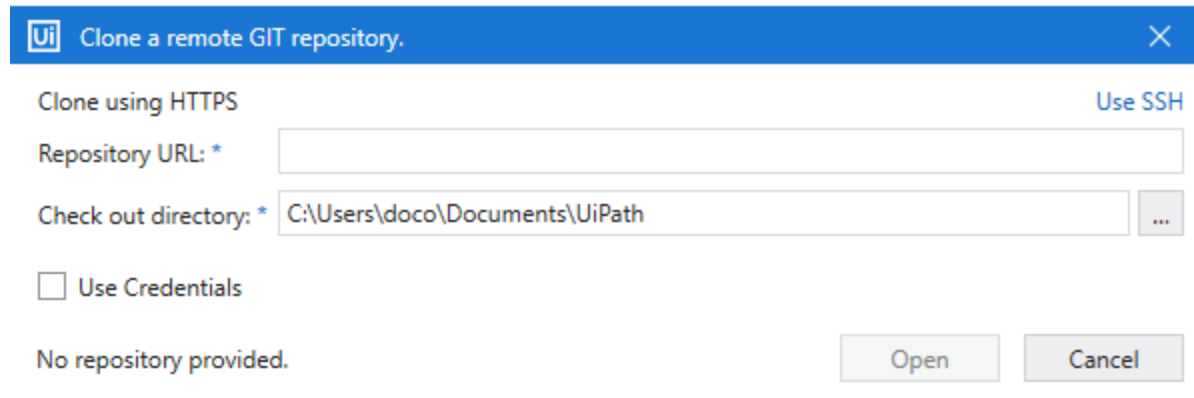 Ui Clone a remote GIT repository.
Clone using HTTPS Use SSH
Repository URL: *
Check out directory: * C:\Users\doco\Documents\UiPath ...
Use Credentials
No repository provided. Open Cancel